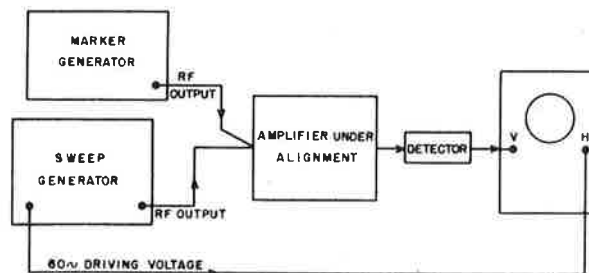 MARKER
GENERATOR
RF
OUTPUT
SWEEP
GENERATOR
RF OUTPUT
AMPLIFIER UNDER
ALIGNMENT
DETECTOR
V
H
60~ DRIVING VOLTAGE